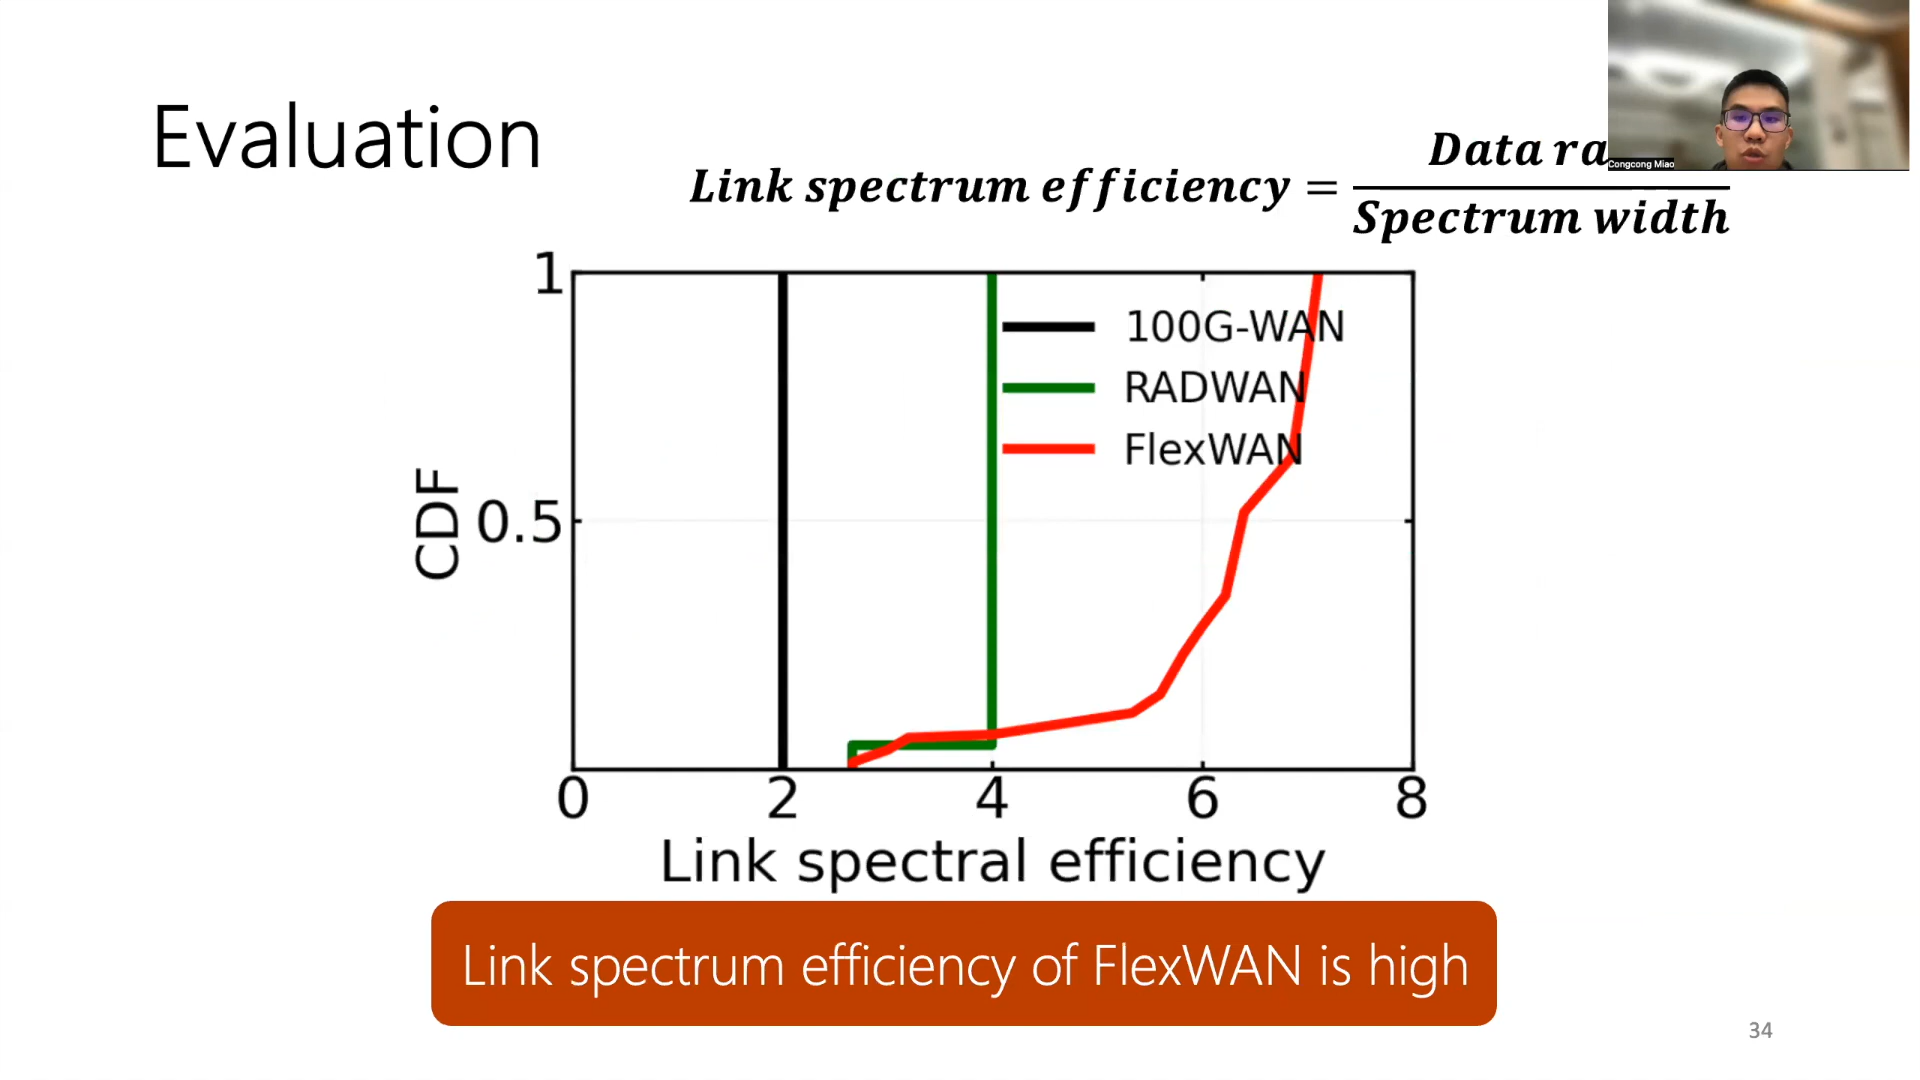 Evaluation
Link spectrum efficiency = Data ra
Spectrum width
Congcong Miao
1
0.5
CDF
100G-WAN
RADWAN
FlexWAN
0 2 4 6 8
Link spectral efficiency
Link spectrum efficiency of FlexWAN is high
34